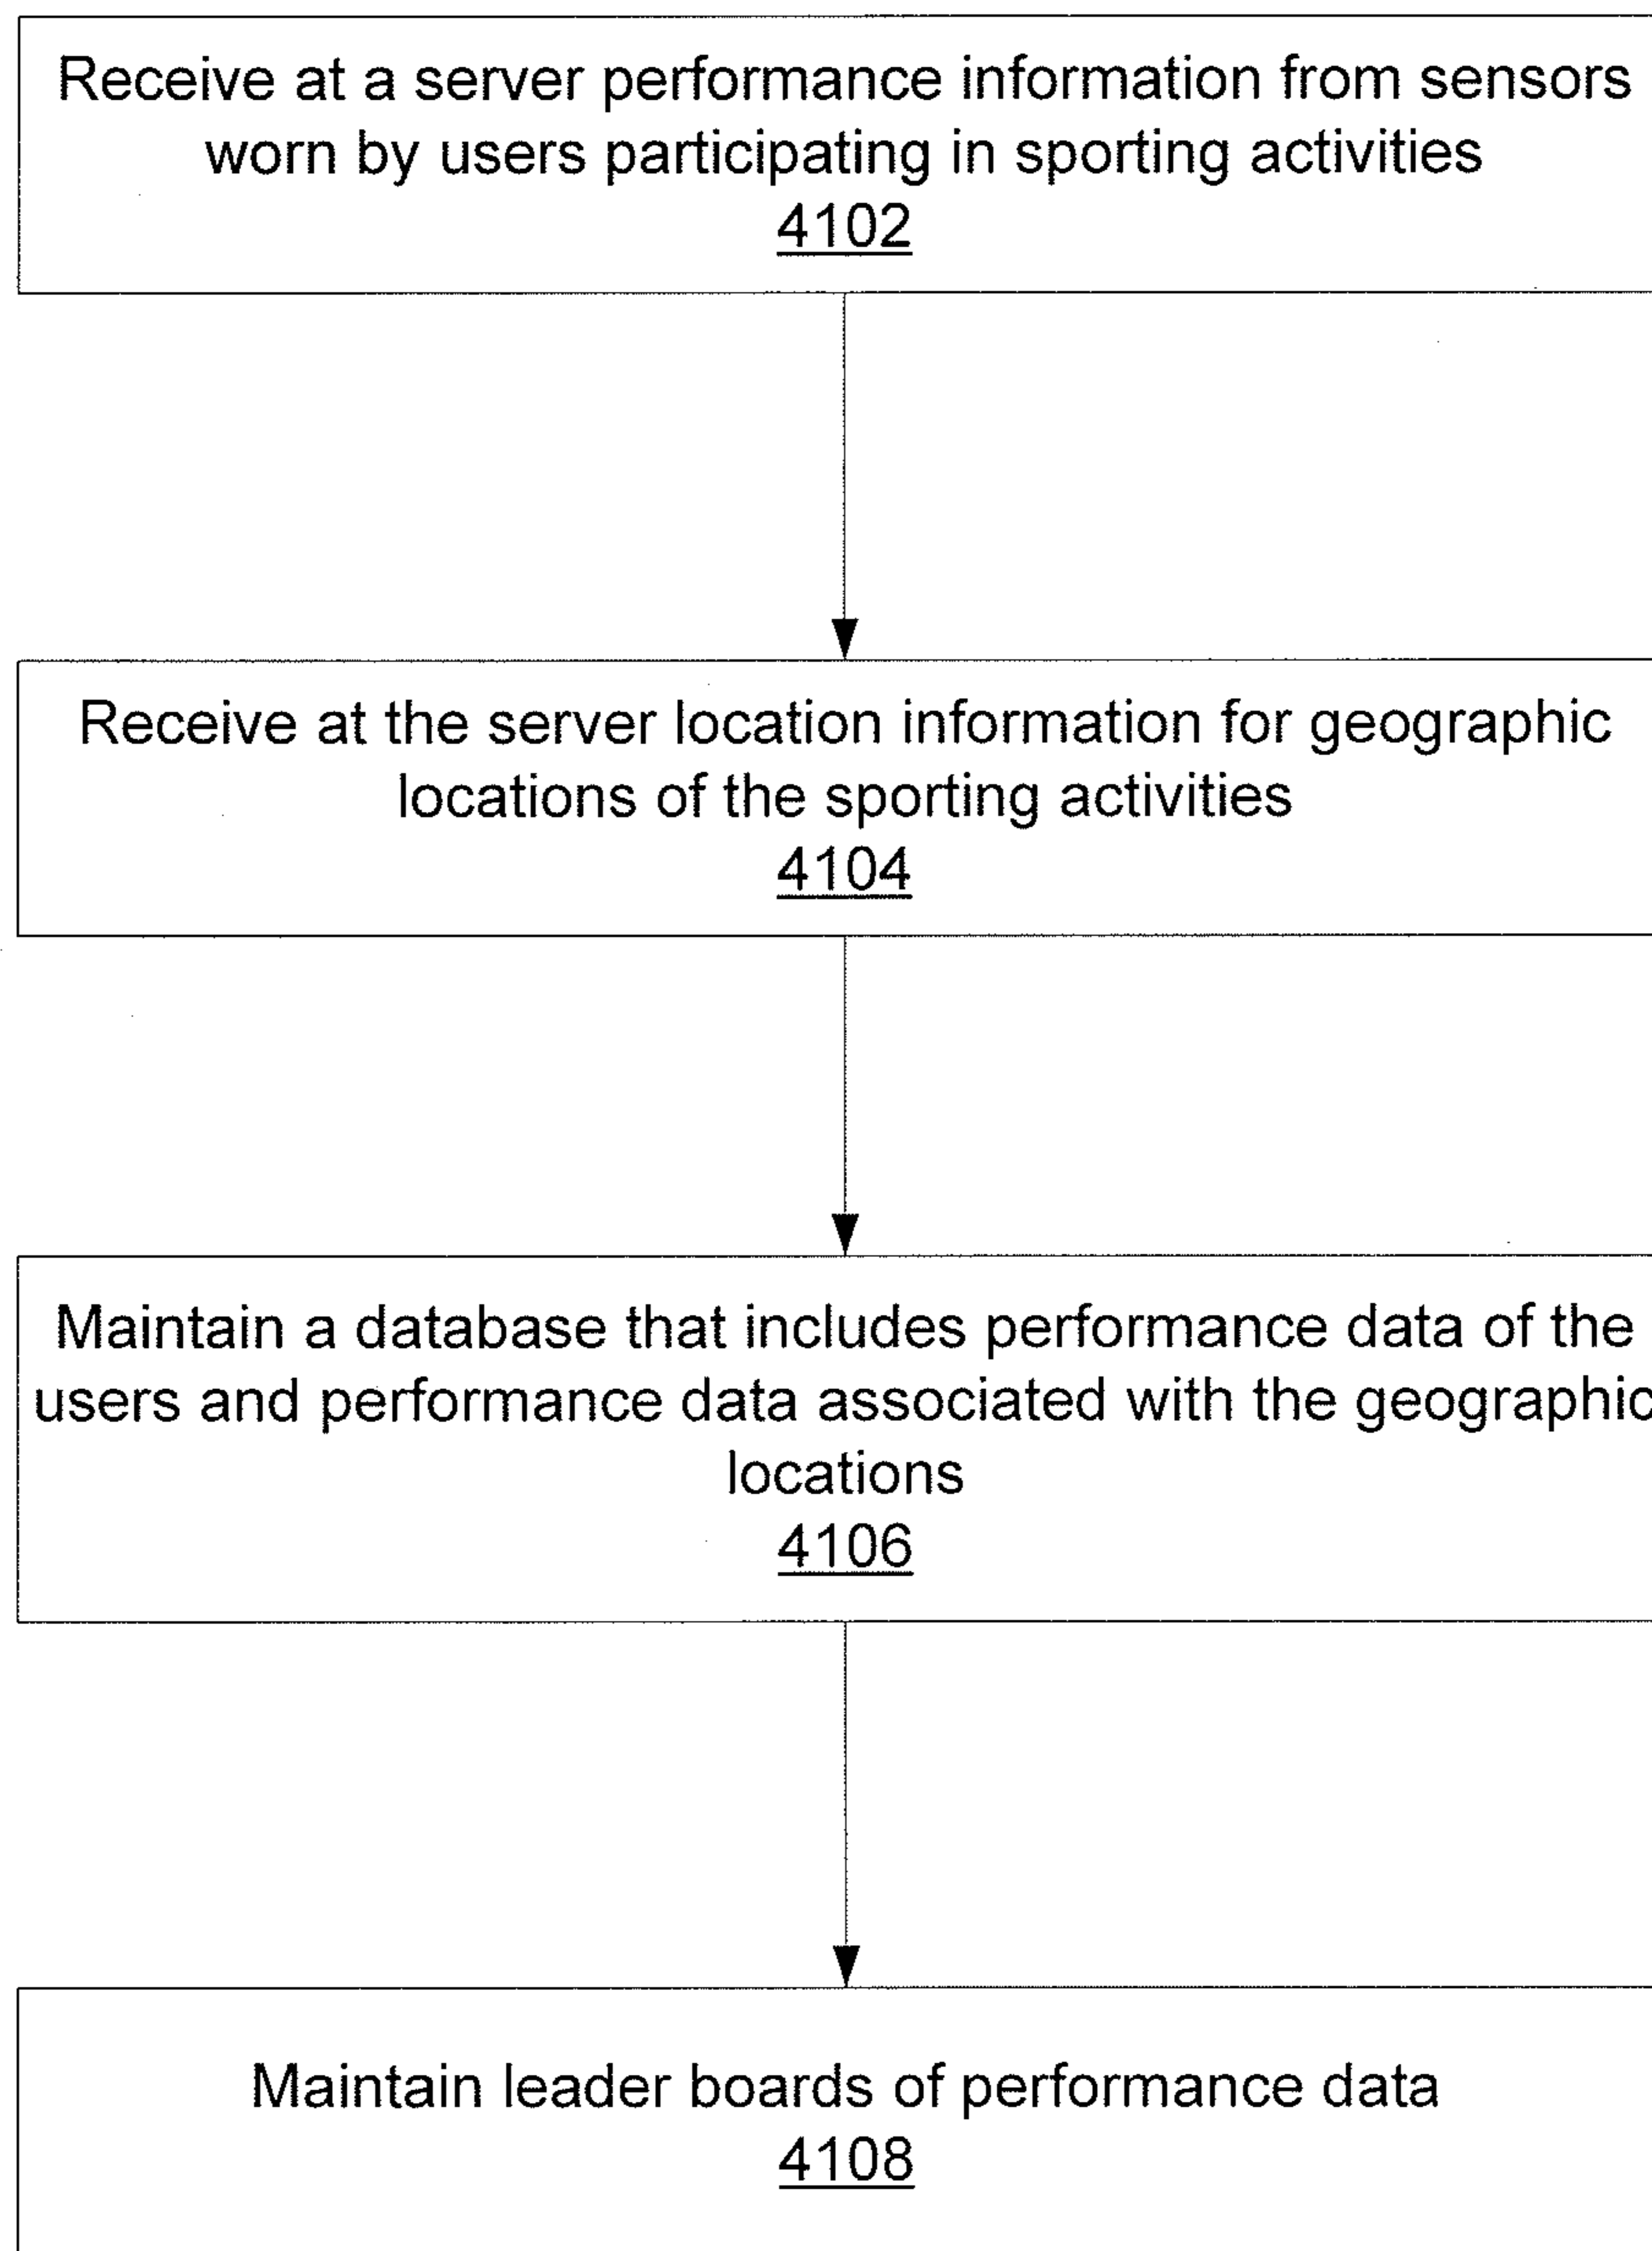 Receive at a server performance information from sensors
worn by users participating in sporting activities
4102
Receive at the server location information for geographic
locations of the sporting activities
4104
Maintain a database that includes performance data of the
users and performance data associated with the geographic
locations
4106
Maintain leader boards of performance data
4108